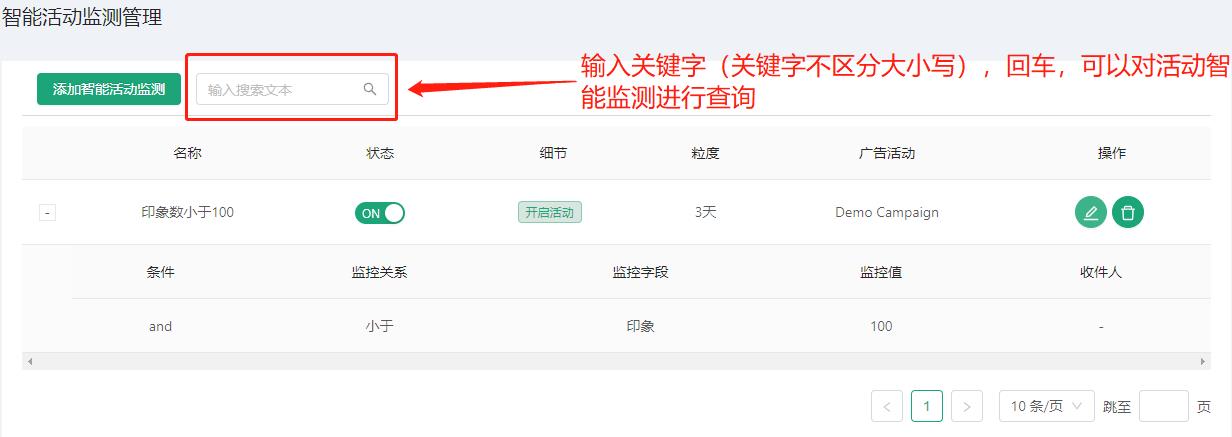 智能活动监测管理
添加智能活动监测
输入搜索文本
输入关键字（关键字不区分大小写），回车，可以对活动智
能监测进行查询
名称 状态 细节 粒度 广告活动 操作
- 印象数小于100 ON 开启活动 3天 Demo Campaign
条件 监控关系 监控字段 监控值 收件人
and 小于 印象 100 -
< 1 > 10 条/页 跳至 页